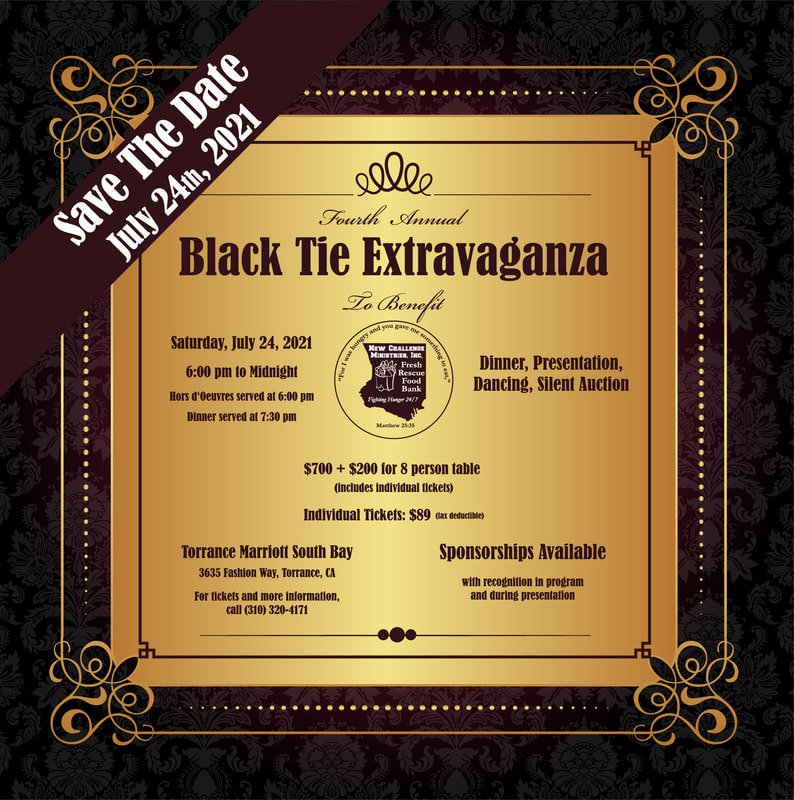 Save The Date
July 24th, 2021
Fourth Annual
Black Tie Extravaganza
To Benefit
Saturday, July 24, 2021
6:00 pm to Midnight
Hors d'Oeuvres served at 6:00 pm
Dinner served at 7:30 pm
"For I was hungry and you gave me something to eat,"
New Challenge
Ministries, Inc.
Fresh
Rescue
Food
Bank
Fighting Hunger 24/7
Matthew 25:35
Dinner, Presentation,
Dancing, Silent Auction
$700 + $200 for 8 person table
(includes individual tickets)
Individual Tickets: $89 (tax deductible)
Torrance Marriott South Bay
3635 Fashion Way, Torrance, CA
For tickets and more information,
call (310) 320-4171
Sponsorships Available
with recognition in program
and during presentation